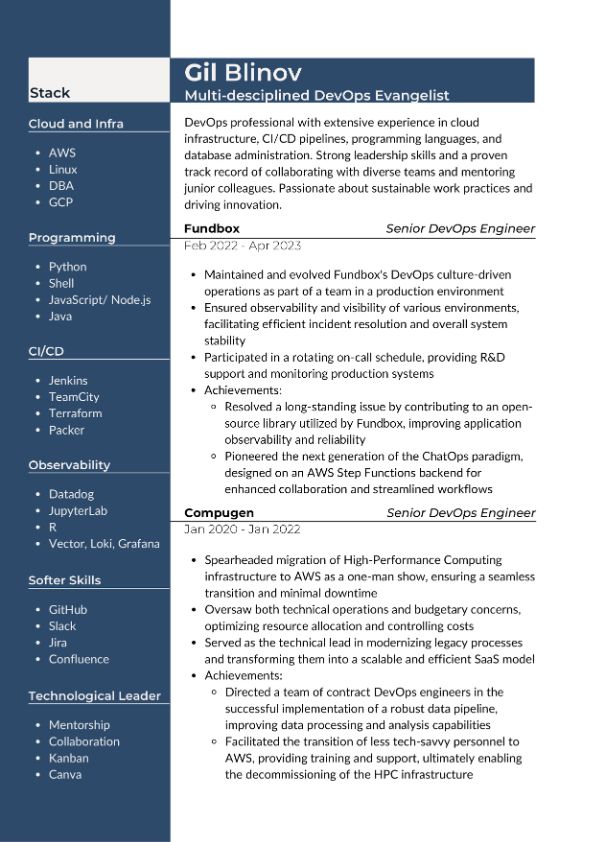 Stack
Cloud and Infra
• AWS
• Linux
• DBA
• GCP
Programming
• Python
• Shell
• JavaScript/ Node.js
• Java
CI/CD
• Jenkins
• TeamCity
• Terraform
• Packer
Observability
• Datadog
• JupyterLab
• R
• Vector, Loki, Grafana
Softer Skills
• GitHub
• Slack
• Jira
• Confluence
Technological Leader
• Mentorship
• Collaboration
• Kanban
• Canva
Gil Blinov
Multi-desciplined DevOps Evangelist
DevOps professional with extensive experience in cloud
infrastructure, CI/CD pipelines, programming languages, and
database administration. Strong leadership skills and a proven
track record of collaborating with diverse teams and mentoring
junior colleagues. Passionate about sustainable work practices and
driving innovation.
Fundbox Senior DevOps Engineer
Feb 2022 - Apr 2023
• Maintained and evolved Fundbox's DevOps culture-driven
operations as part of a team in a production environment
• Ensured observability and visibility of various environments,
facilitating efficient incident resolution and overall system
stability
• Participated in a rotating on-call schedule, providing R&D
support and monitoring production systems
• Achievements:
◦ Resolved a long-standing issue by contributing to an open-
source library utilized by Fundbox, improving application
observability and reliability
◦ Pioneered the next generation of the ChatOps paradigm,
designed on an AWS Step Functions backend for
enhanced collaboration and streamlined workflows
Compugen Senior DevOps Engineer
Jan 2020 - Jan 2022
• Spearheaded migration of High-Performance Computing
infrastructure to AWS as a one-man show, ensuring a seamless
transition and minimal downtime
• Oversaw both technical operations and budgetary concerns,
optimizing resource allocation and controlling costs
• Served as the technical lead in modernizing legacy processes
and transforming them into a scalable and efficient SaaS model
• Achievements:
◦ Directed a team of contract DevOps engineers in the
successful implementation of a robust data pipeline,
improving data processing and analysis capabilities
◦ Facilitated the transition of less tech-savvy personnel to
AWS, providing training and support, ultimately enabling
the decommissioning of the HPC infrastructure